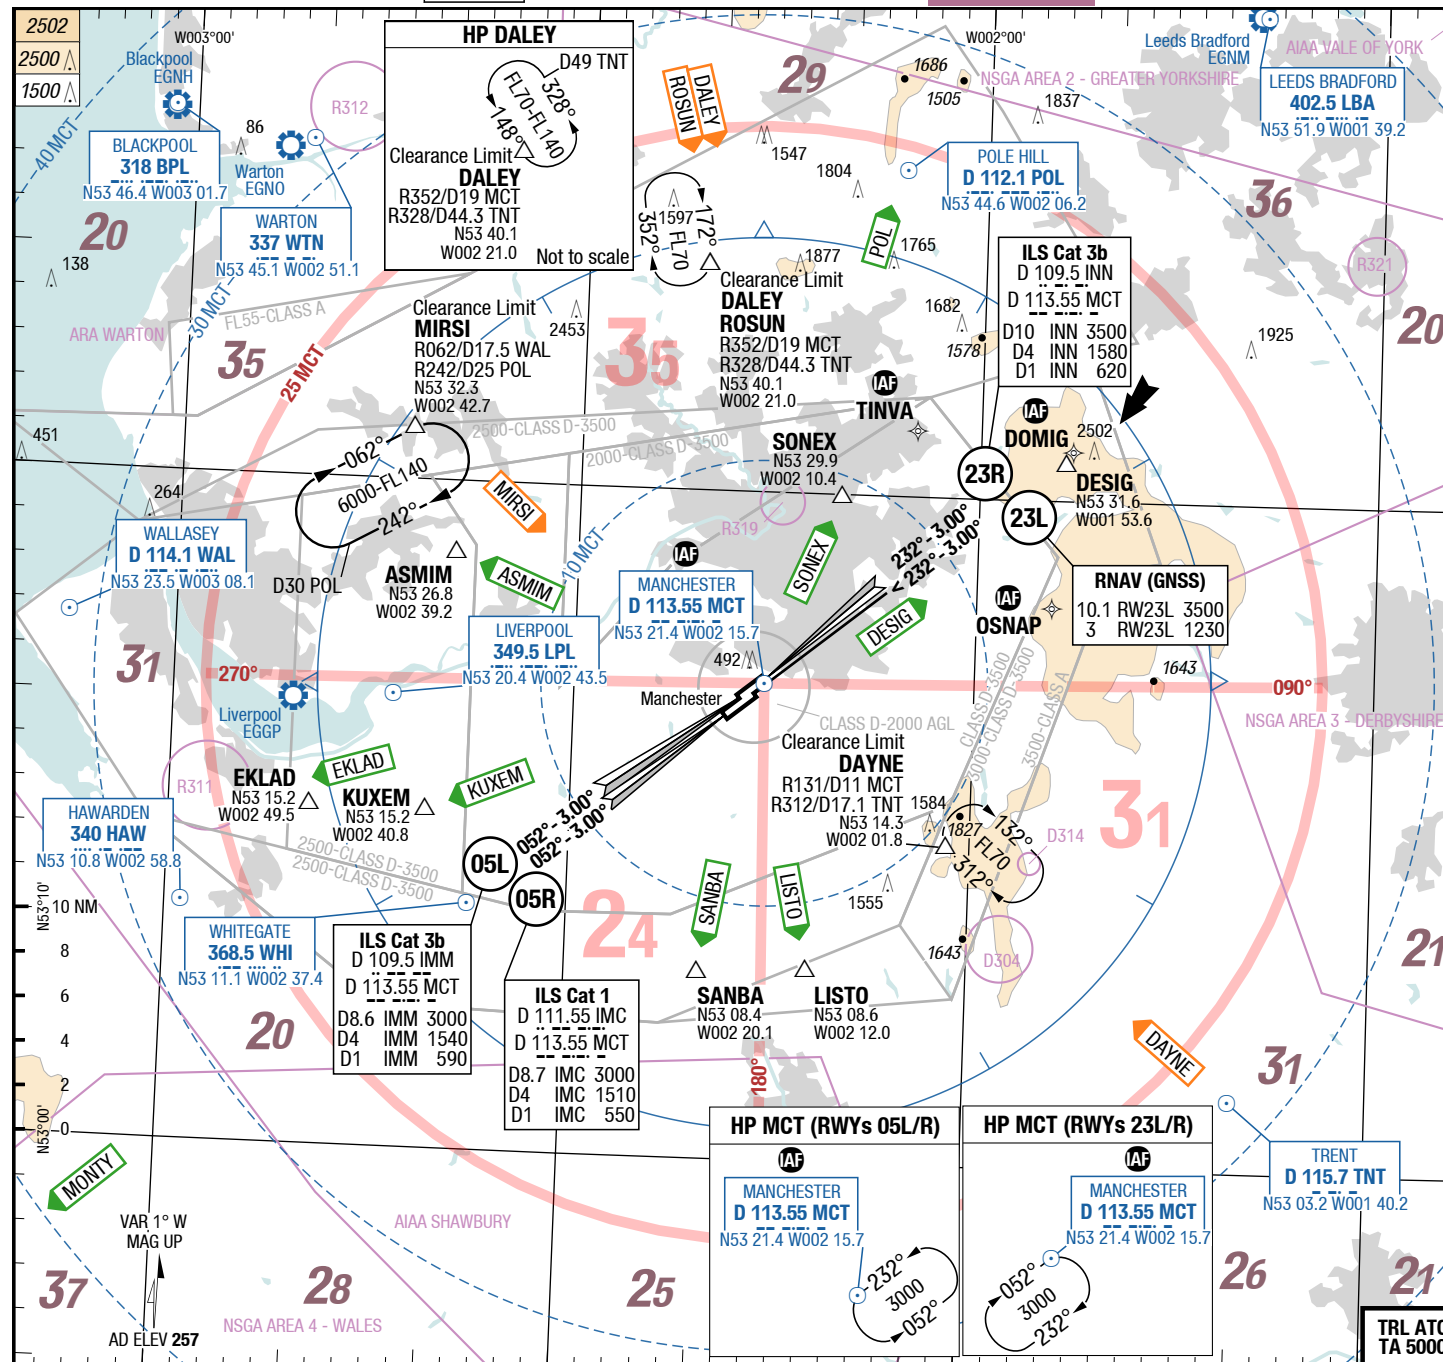 2502
2500
1500
W003°00'
Blackpool
EGNH
HP DALEY
D49 TNT
FL70-FL140
328°
148°
Clearance Limit
DALEY
R352/D19 MCT
R328/D44.3 TNT
N53 40.1
W002 21.0
Not to scale
W002°00'
Leeds Bradford
EGNM
AIAA VALE OF YORK
LEEDS BRADFORD
402.5 LBA
N53 51.9 W001 39.2
NSGA AREA 2 - GREATER YORKSHIRE
40 MCT
R312
86
BLACKPOOL
318 BPL
N53 46.4 W003 01.7
Warton
EGNO
WARTON
337 WTN
N53 45.1 W002 51.1
ROSUN
DALEY
29
1686
1505
1837
1547
1804
POLE HILL
D 112.1 POL
N53 44.6 W002 06.2
36
20
138
ARA WARTON
30 MCT
FL55-CLASS A
35
25 MCT
1597
352°
FL70
172°
POL
1765
1877
R321
20
1925
ILS Cat 3b
D 109.5 INN
D 113.55 MCT
D10 INN 3500
D4 INN 1580
D1 INN 620
1682
1578
Clearance Limit
MIRSI
R062/D17.5 WAL
R242/D25 POL
N53 32.3
W002 42.7
2453
35
Clearance Limit
DALEY
ROSUN
R352/D19 MCT
R328/D44.3 TNT
N53 40.1
W002 21.0
IAF
TINVA
IAF
DOMIG
2502
DESIG
N53 31.6
W001 53.6
451
264
062°
6000-FL140
242°
D30 POL
2500-CLASS D-3500
2000-CLASS D-3500
MIRSI
SONEX
N53 29.9
W002 10.4
R319
23R
23L
232°-3.00°
232°-3.00°
WALLASEY
D 114.1 WAL
N53 23.5 W003 08.1
ASMIM
N53 26.8
W002 39.2
ASMIM
10 MCT
IAF
MANCHESTER
D 113.55 MCT
N53 21.4 W002 15.7
SONEX
DESIG
IAF
OSNAP
RNAV (GNSS)
10.1 RW23L 3500
3 RW23L 1230
LIVERPOOL
349.5 LPL
N53 20.4 W002 43.5
492
Manchester
31
270°
090°
1643
Liverpool
EGGP
CLASS D-2000 AGL
CLASS D-3500
3000-CLASS D-3500
3500-CLASS A
NSGA AREA 3 - DERBYSHIRE
R311
EKLAD
N53 15.2
W002 49.5
EKLAD
KUXEM
N53 15.2
W002 40.8
KUXEM
Clearance Limit
DAYNE
R131/D11 MCT
R312/D17.1 TNT
N53 14.3
W002 01.8
1584
1827
132°
FL70
312°
D314
31
HAWARDEN
340 HAW
N53 10.8 W002 58.8
2500-CLASS D-3500
2500-CLASS D-3500
052°-3.00°
052°-3.00°
05L
05R
N53°10'
10 NM
8
6
4
2
0
N53°00'
WHITEGATE
368.5 WHI
N53 11.1 W002 37.4
24
SANBA
LISTO
1555
1643
D304
21
ILS Cat 3b
D 109.5 IMM
D 113.55 MCT
D8.6 IMM 3000
D4 IMM 1540
D1 IMM 590
ILS Cat 1
D 111.55 IMC
D 113.55 MCT
D8.7 IMC 3000
D4 IMC 1510
D1 IMC 550
SANBA
N53 08.4
W002 20.1
LISTO
N53 08.6
W002 12.0
20
180°
DAYNE
31
MONTY
VAR 1° W
MAG UP
AIAA SHAWBURY
HP MCT (RWYs 05L/R)
IAF
MANCHESTER
D 113.55 MCT
N53 21.4 W002 15.7
232°
3000
052°
HP MCT (RWYs 23L/R)
IAF
MANCHESTER
D 113.55 MCT
N53 21.4 W002 15.7
052°
3000
232°
TRENT
D 115.7 TNT
N53 03.2 W001 40.2
37
28
25
26
21
NSGA AREA 4 - WALES
AD ELEV 257
TRL ATC
TA 5000